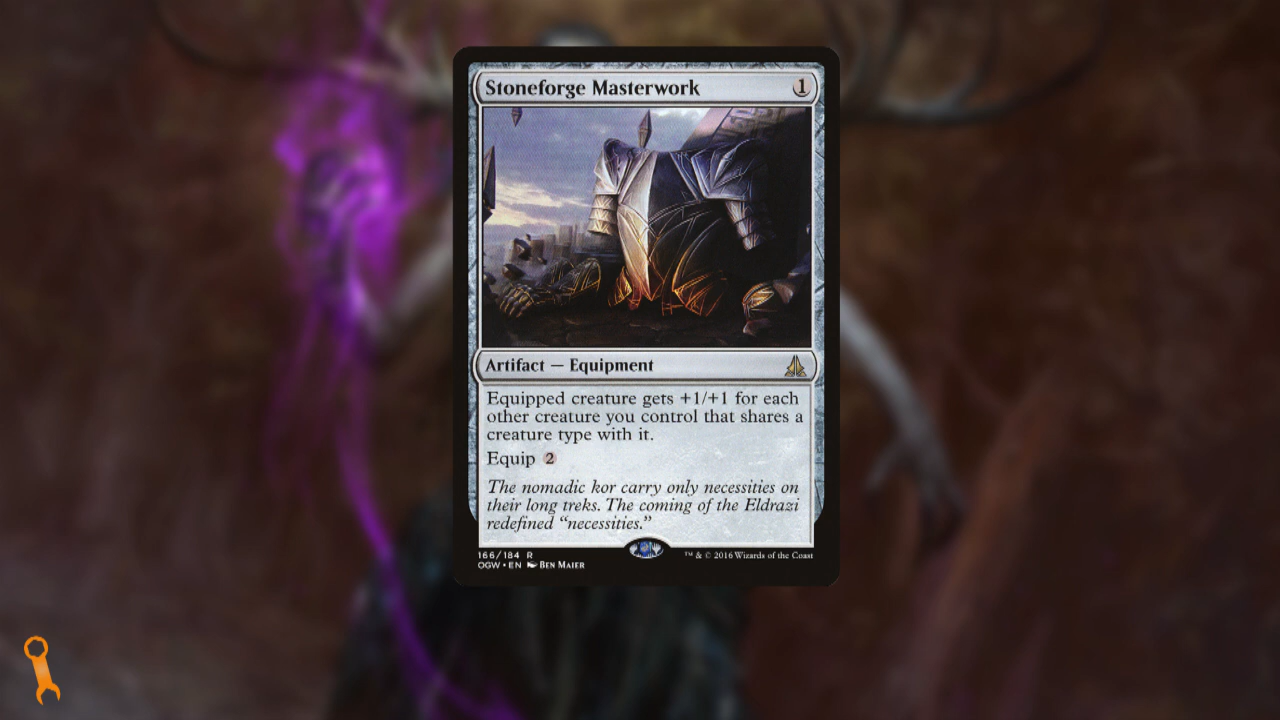 Stoneforge Masterwork 1
Artifact — Equipment
Equipped creature gets +1/+1 for each
other creature you control that shares a
creature type with it.
Equip 2
The nomadic kor carry only necessities on
their long treks. The coming of the Eldrazi
redefined “necessities.”
166/184 R
™ & © 2016 Wizards of the Coast
OGW • EN Ben Maier